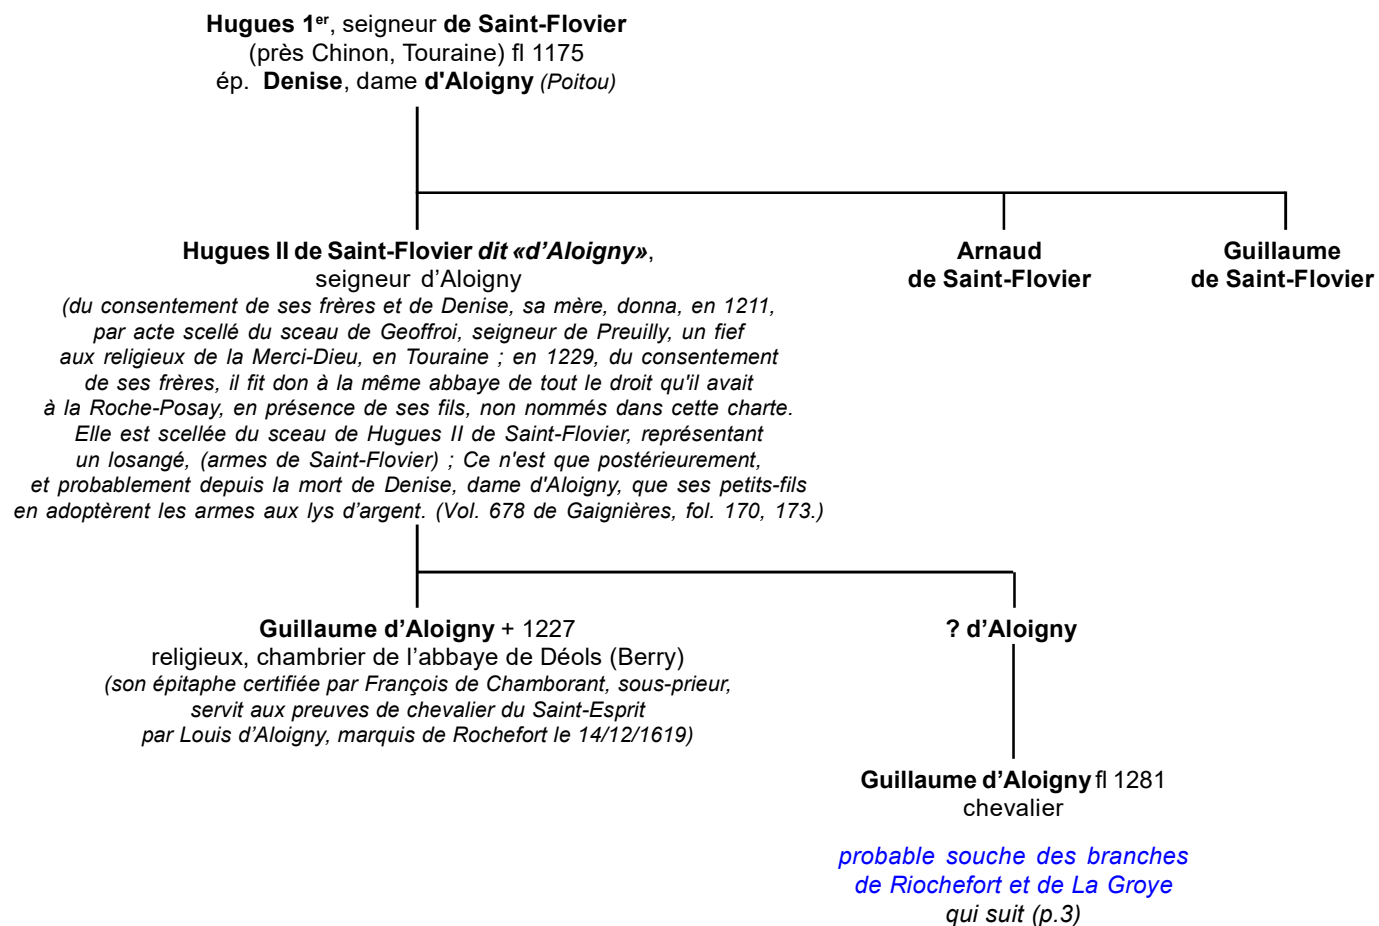 Hugues 1er, seigneur de Saint-Flovier
(près Chinon, Touraine) fl 1175
ép. Denise, dame d'Aloigny (Poitou)
Hugues II de Saint-Flovier dit «d’Aloigny»,
seigneur d’Aloigny
(du consentement de ses frères et de Denise, sa mère, donna, en 1211,
par acte scellé du sceau de Geoffroi, seigneur de Preuilly, un fief
aux religieux de la Merci-Dieu, en Touraine ; en 1229, du consentement
de ses frères, il fit don à la même abbaye de tout le droit qu'il avait
à la Roche-Posay, en présence de ses fils, non nommés dans cette charte.
Elle est scellée du sceau de Hugues II de Saint-Flovier, représentant
un losangé, (armes de Saint-Flovier) ; Ce n'est que postérieurement,
et probablement depuis la mort de Denise, dame d'Aloigny, que ses petits-fils
en adoptèrent les armes aux lys d’argent. (Vol. 678 de Gaignières, fol. 170, 173.)
Arnaud
de Saint-Flovier
Guillaume
de Saint-Flovier
Guillaume d’Aloigny + 1227
religieux, chambrier de l’abbaye de Déols (Berry)
(son épitaphe certifiée par François de Chamborant, sous-prieur,
servit aux preuves de chevalier du Saint-Esprit
par Louis d’Aloigny, marquis de Rochefort le 14/12/1619)
? d’Aloigny
Guillaume d’Aloigny fl 1281
chevalier
probable souche des branches
de Riochefort et de La Groye
qui suit (p.3)